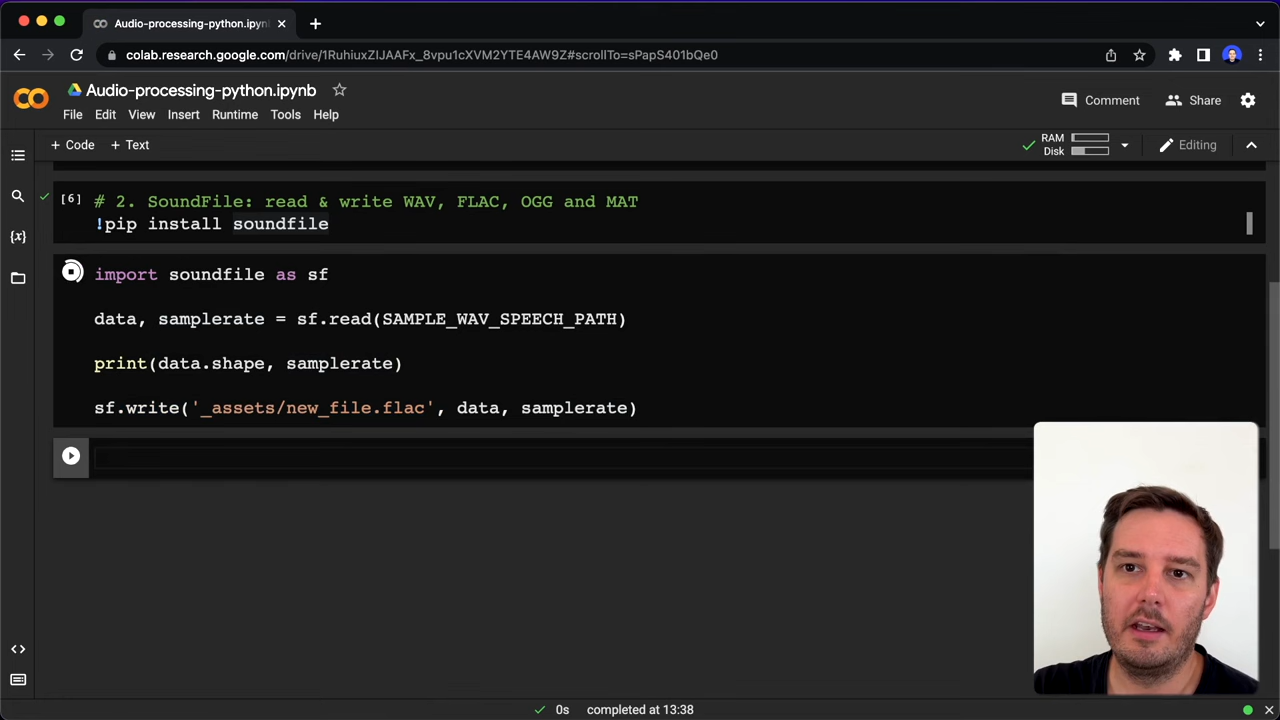 Audio-processing-python.ipyn
colab.research.google.com/drive/1RuhiuxZIJAAFx_8vpu1cXVM2YTE4AW9Z#scrollTo=sPapS401bQe0
Audio-processing-python.ipynb
File Edit View Insert Runtime Tools Help
Comment Share
+ Code + Text
RAM
Disk
Editing
[6] # 2. SoundFile: read & write WAV, FLAC, OGG and MAT
!pip install soundfile
{x}
import soundfile as sf
data, samplerate = sf.read(SAMPLE_WAV_SPEECH_PATH)
print(data.shape, samplerate)
sf.write('_assets/new_file.flac', data, samplerate)
0s completed at 13:38